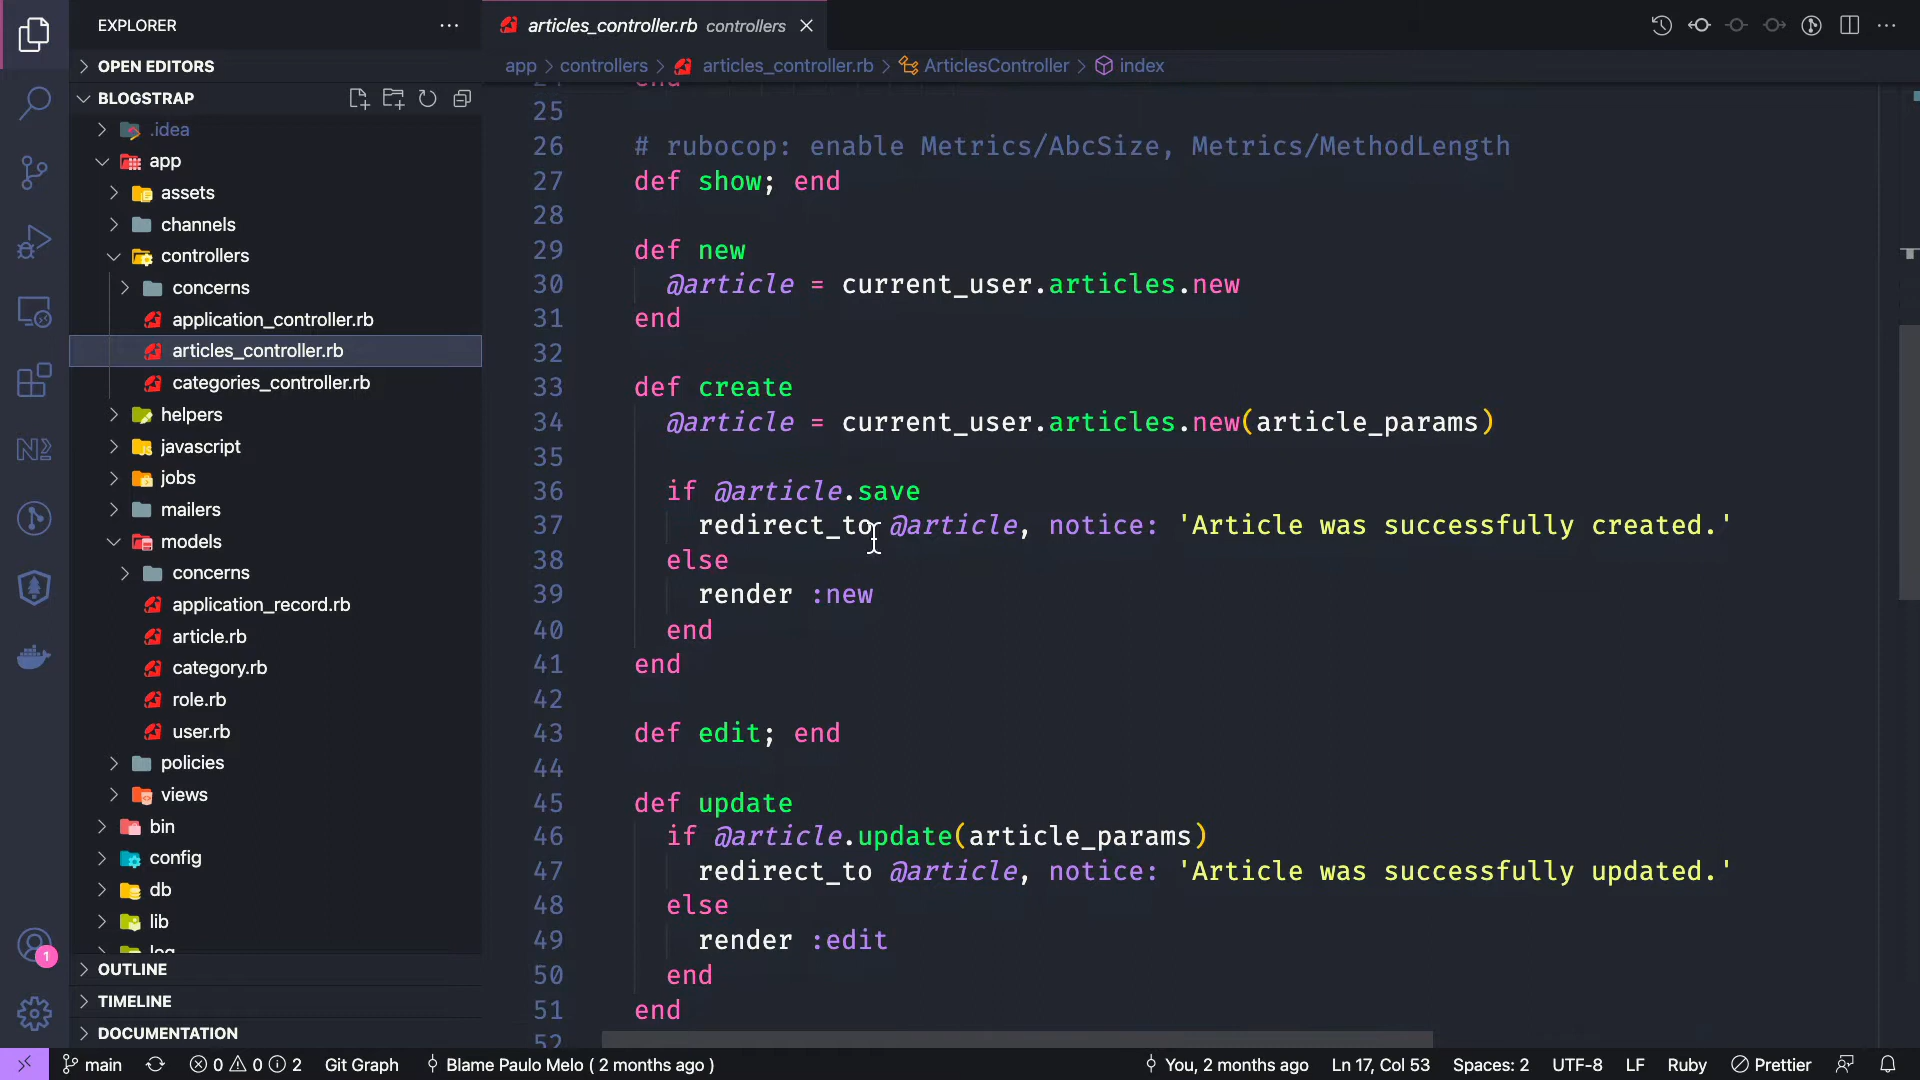 EXPLORER
OPEN EDITORS
BLOGSTRAP
.idea
app
assets
channels
controllers
concerns
application_controller.rb
articles_controller.rb
categories_controller.rb
helpers
javascript
jobs
mailers
models
concerns
application_record.rb
article.rb
category.rb
role.rb
user.rb
policies
views
bin
config
db
lib
log
OUTLINE
TIMELINE
DOCUMENTATION
1
articles_controller.rb controllers
app > controllers > articles_controller.rb > ArticlesController > index
24 end
25
26 # rubocop: enable Metrics/AbcSize, Metrics/MethodLength
27 def show; end
28
29 def new
30 @article = current_user.articles.new
31 end
32
33 def create
34 @article = current_user.articles.new(article_params)
35
36 if @article.save
37 redirect_to @article, notice: 'Article was successfully created.'
38 else
39 render :new
40 end
41 end
42
43 def edit; end
44
45 def update
46 if @article.update(article_params)
47 redirect_to @article, notice: 'Article was successfully updated.'
48 else
49 render :edit
50 end
51 end
52
main 0 0 2 Git Graph Blame Paulo Melo ( 2 months ago ) You, 2 months ago Ln 17, Col 53 Spaces: 2 UTF-8 LF Ruby Prettier